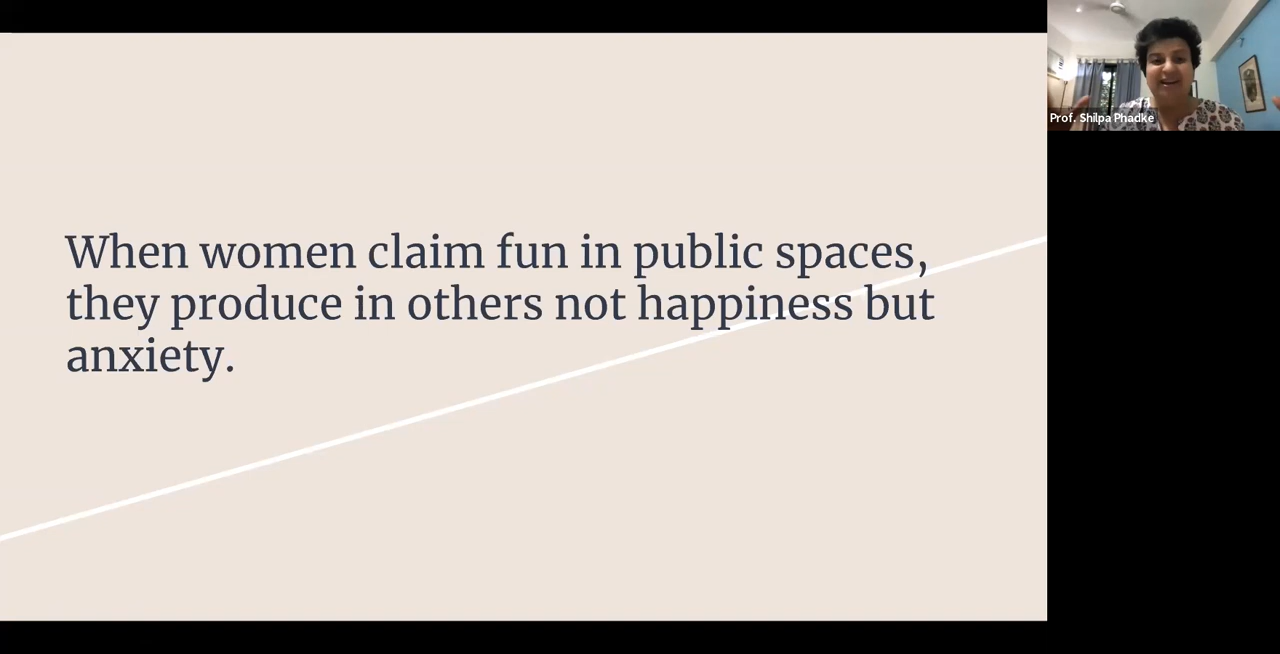 When women claim fun in public spaces,
they produce in others not happiness but
anxiety.
Prof. Shilpa Phadke